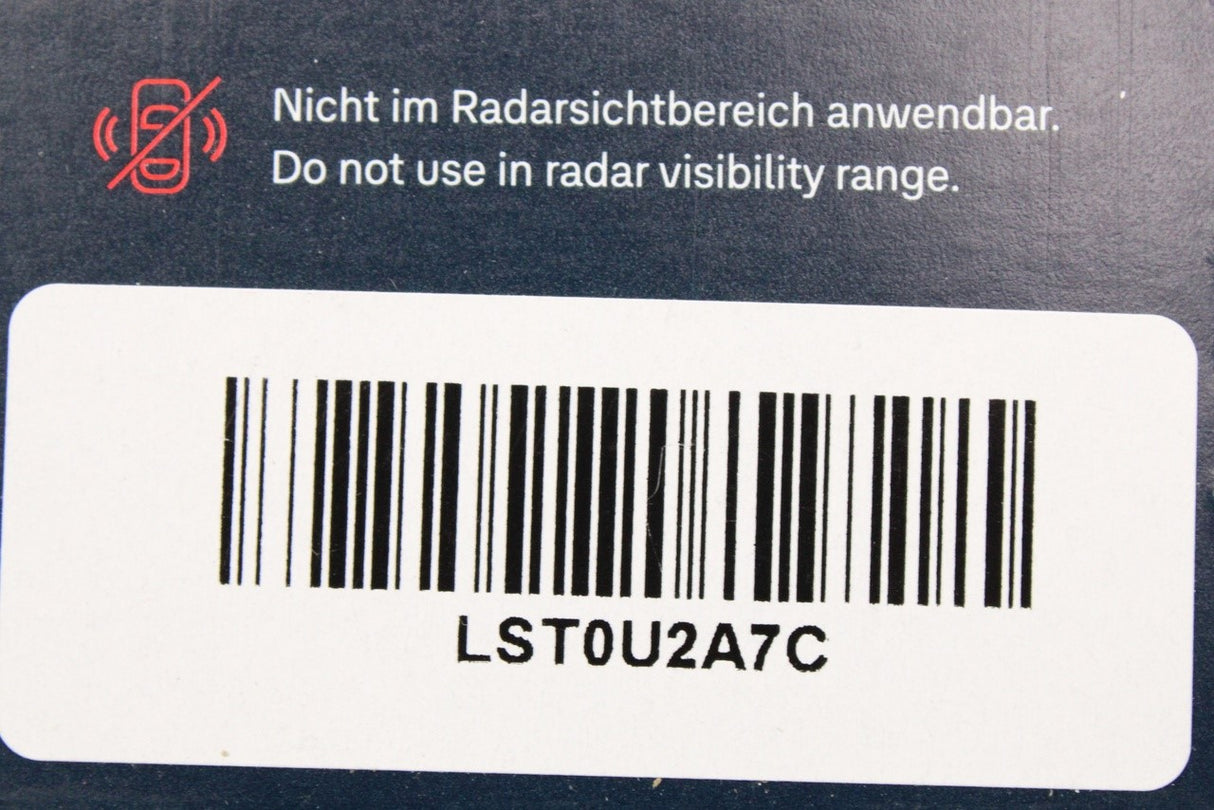 Nicht im Radarsichtbereich anwendbar.
Do not use in radar visibility range.
LST0U2A7C